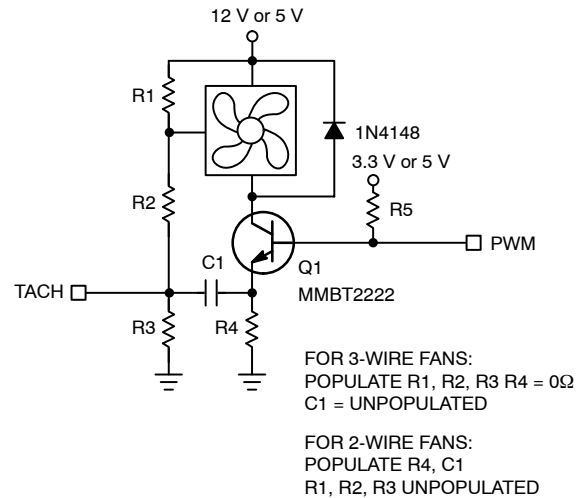 12 V or 5 V
R1
1N4148
3.3 V or 5 V
R2
R5
PWM
C1
Q1
TACH
MMBT2222
R3
R4
FOR 3-WIRE FANS:
POPULATE R1, R2, R3 R4 = 0Ω
C1 = UNPOPULATED
FOR 2-WIRE FANS:
POPULATE R4, C1
R1, R2, R3 UNPOPULATED